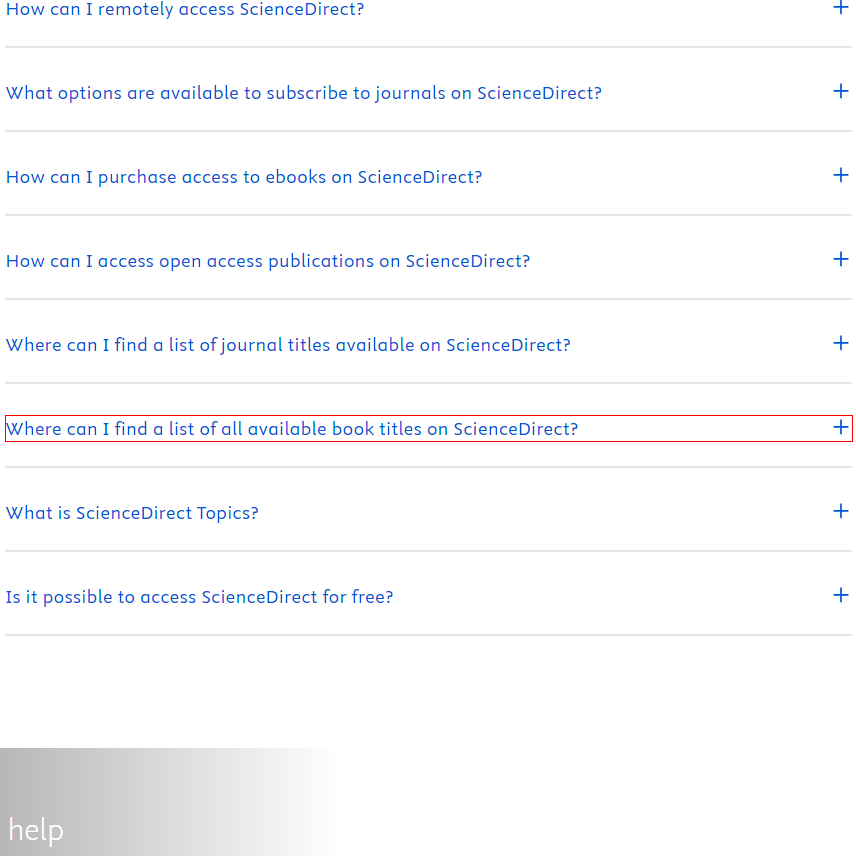 How can I remotely access ScienceDirect?
What options are available to subscribe to journals on ScienceDirect?
How can I purchase access to ebooks on ScienceDirect?
How can I access open access publications on ScienceDirect?
Where can I find a list of journal titles available on ScienceDirect?
Where can I find a list of all available book titles on ScienceDirect?
What is ScienceDirect Topics?
Is it possible to access ScienceDirect for free?
help